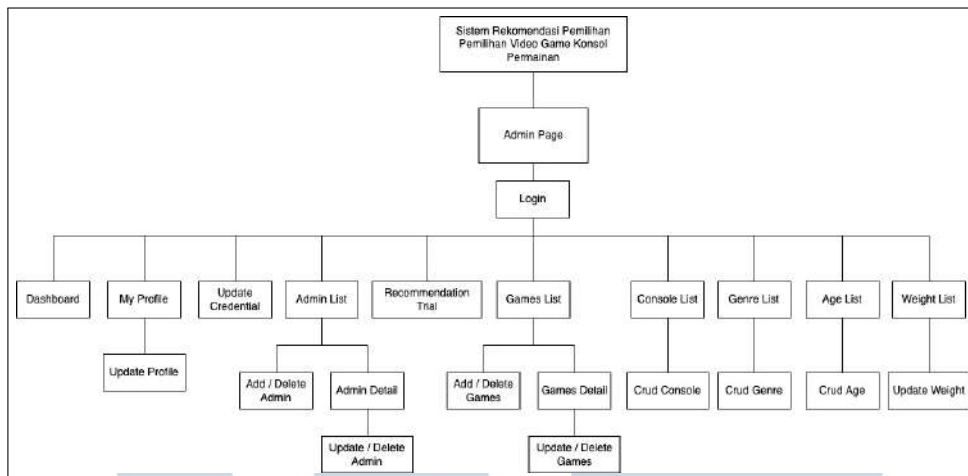 Sistem Rekomendasi Pemilihan
Pemilihan Video Game Konsol
Permainan
Admin Page
Login
Dashboard
My Profile
Update
Credential
Admin List
Recommendation
Trial
Games List
Console List
Genre List
Age List
Weight List
Update Profile
Add / Delete
Admin
Admin Detail
Add / Delete
Games
Games Detail
Crud Console
Crud Genre
Crud Age
Update Weight
Update / Delete
Admin
Update / Delete
Games